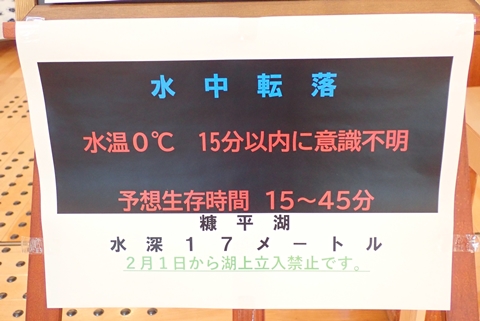 水中転落
水温０℃　15分以内に意識不明
予想生存時間　15～45分
糠平湖
水深１７メートル
２月１日から湖上立入禁止です。